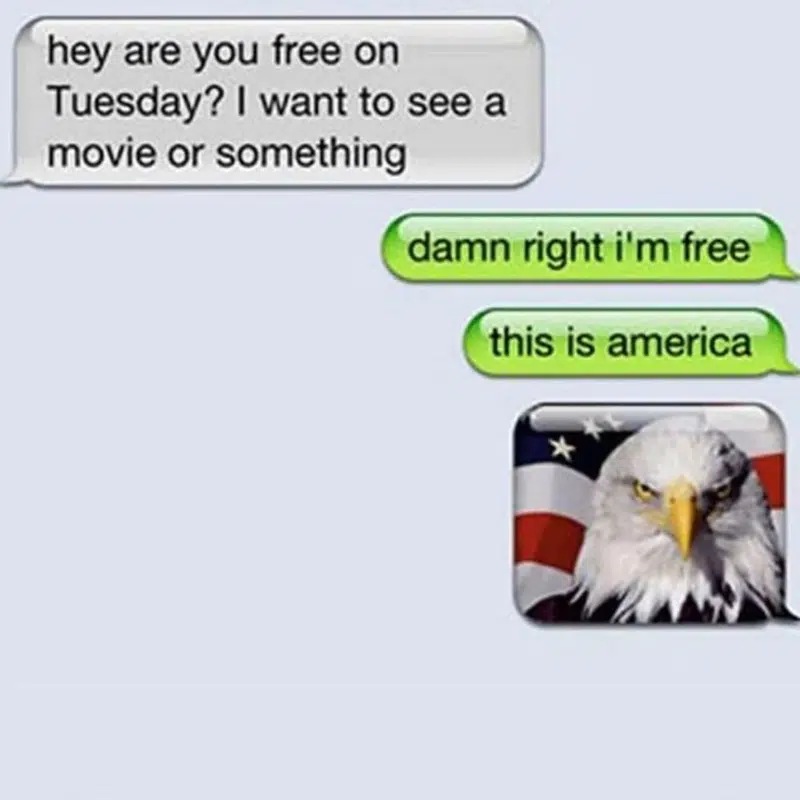 hey are you free on
Tuesday? I want to see a
movie or something
damn right i'm free
this is america